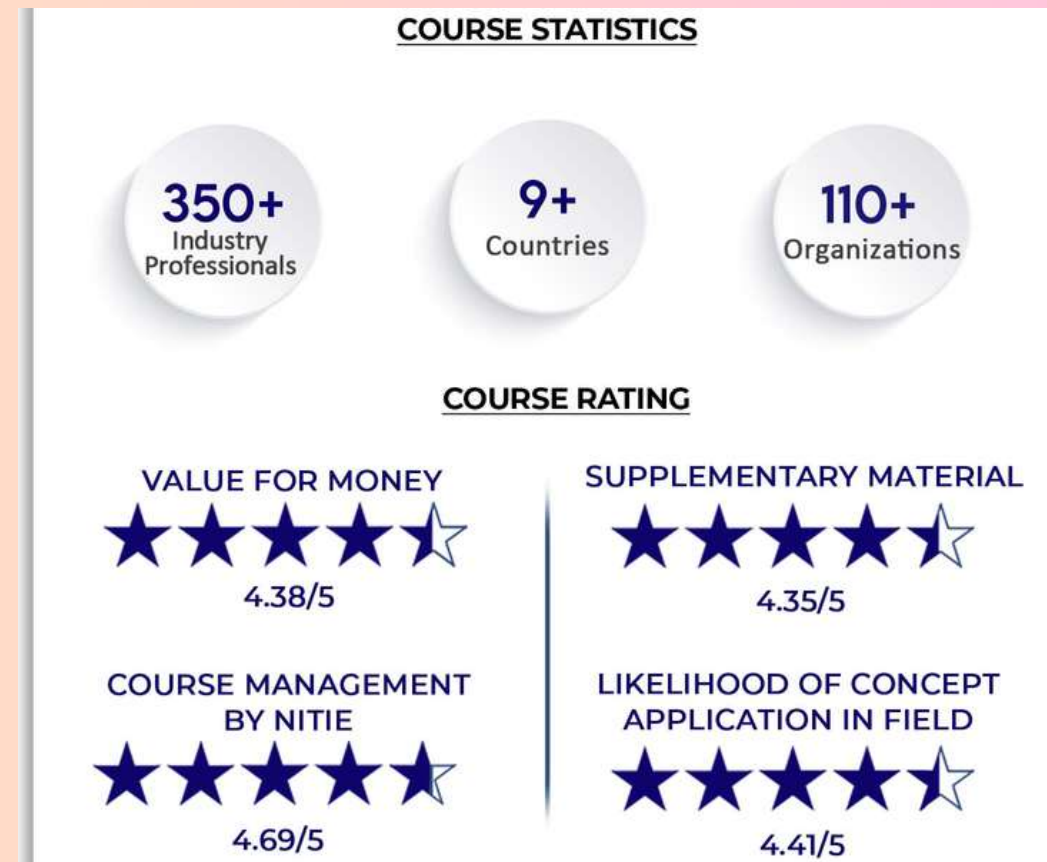 COURSE STATISTICS
350+
Industry
Professionals
9+
Countries
110+
Organizations
COURSE RATING
VALUE FOR MONEY
4.38/5
SUPPLEMENTARY MATERIAL
4.35/5
COURSE MANAGEMENT
BY NITIE
4.69/5
LIKELIHOOD OF CONCEPT
APPLICATION IN FIELD
4.41/5